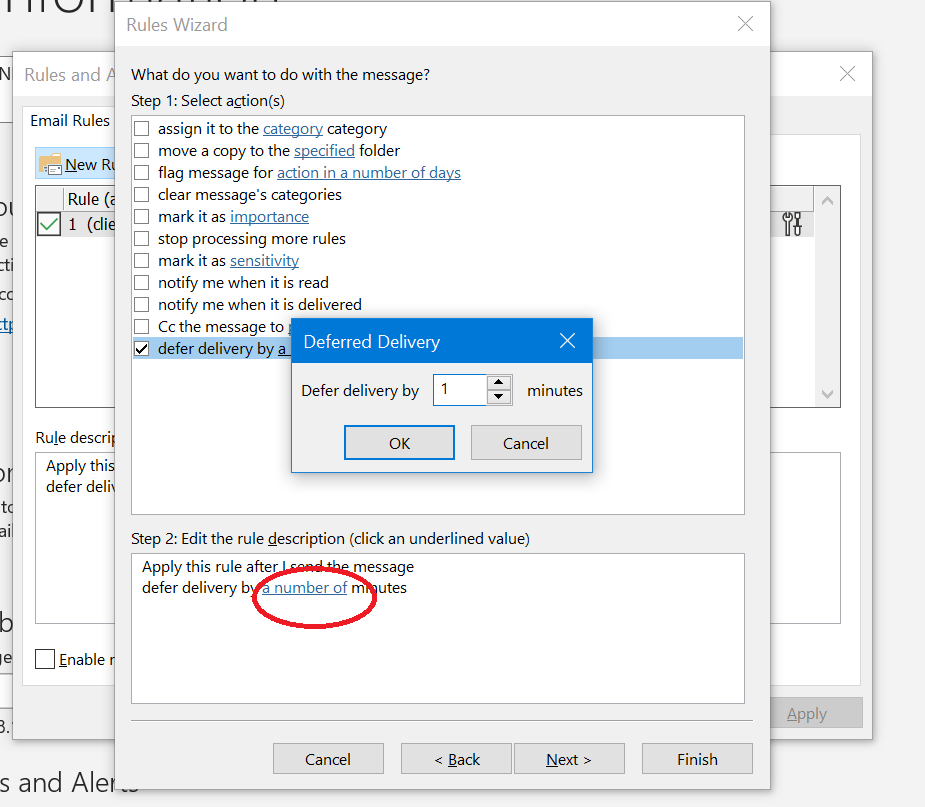 Rules Wizard
What do you want to do with the message?
Step 1: Select action(s)
assign it to the category category
move a copy to the specified folder
flag message for action in a number of days
clear message's categories
mark it as importance
stop processing more rules
mark it as sensitivity
notify me when it is read
notify me when it is delivered
Cc the message to
defer delivery by a
Deferred Delivery
Defer delivery by 1 minutes
OK Cancel
Step 2: Edit the rule description (click an underlined value)
Apply this rule after I send the message
defer delivery by a number of minutes
Cancel < Back Next > Finish
Rules and A
Email Rules
New Ru
Rule (a
1 (clie
Rule descrip
Apply this
defer deliv
Enable r
Apply
s and Alerts